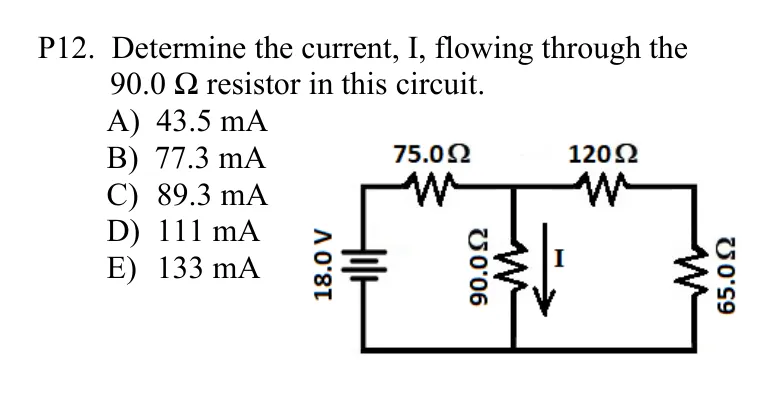 P12. Determine the current, I, flowing through the
90.0 Ω resistor in this circuit.
A) 43.5 mA
B) 77.3 mA
C) 89.3 mA
D) 111 mA
E) 133 mA
75.0Ω
120Ω
18.0 V
90.0Ω
I
65.0Ω